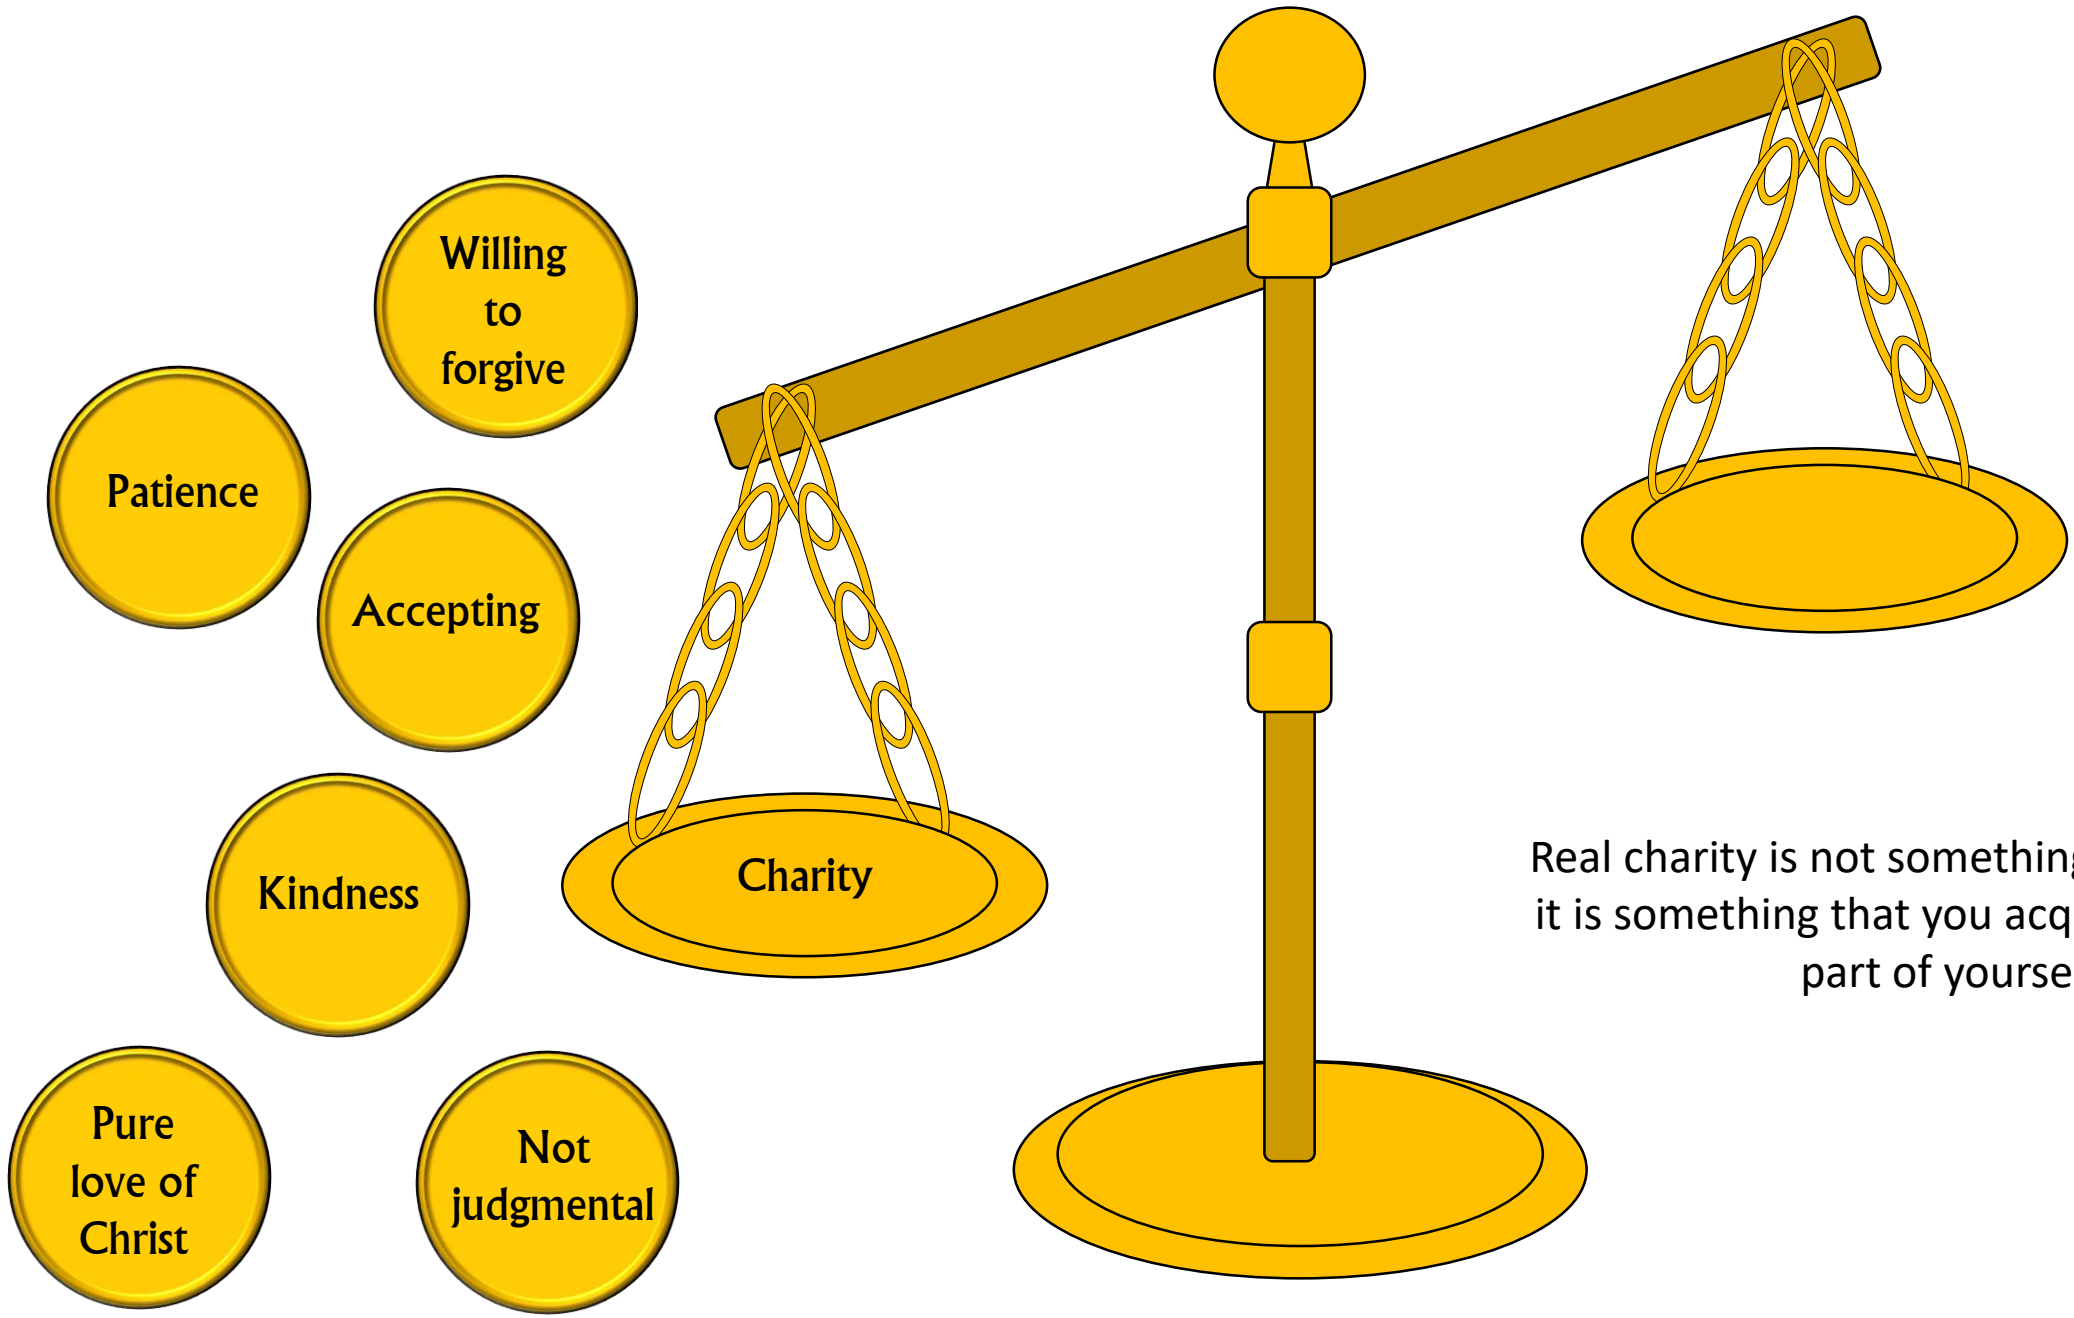 Willing
to
forgive
Patience
Accepting
Kindness
Charity
Pure
love of
Christ
Not
judgmental
Real charity is not something
it is something that you acq
part of yourse